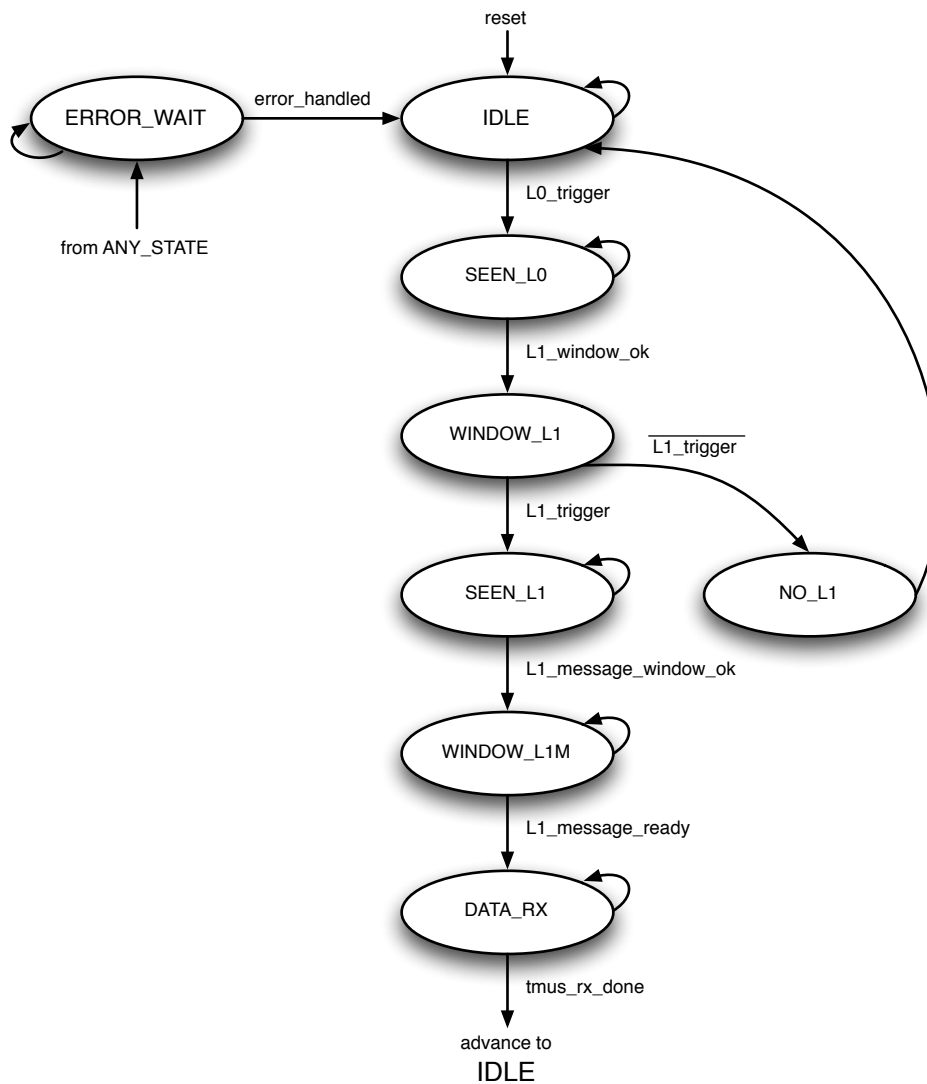 reset
ERROR_WAIT
error_handled
IDLE
from ANY_STATE
L0_trigger
SEEN_L0
L1_window_ok
WINDOW_L1
L1_trigger
L1_trigger
SEEN_L1
NO_L1
L1_message_window_ok
WINDOW_L1M
L1_message_ready
DATA_RX
tmus_rx_done
advance to
IDLE